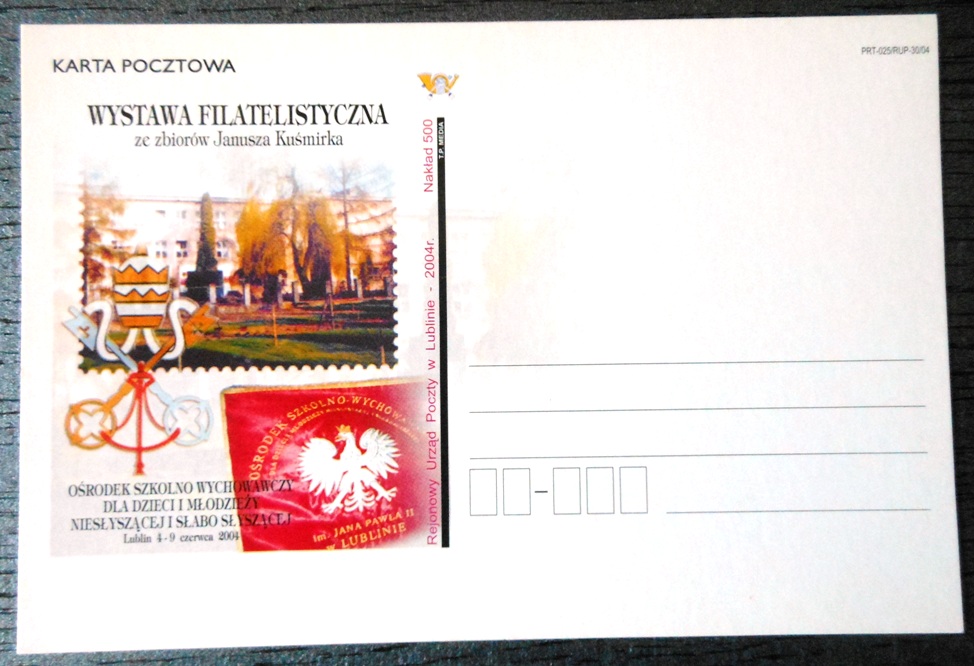 KARTA POCZTOWA
PRT-025/RUP-30/04
WYSTAWA FILATELISTYCZNA
ze zbiorów Janusza Kuśmirka
OŚRODEK SZKOLNO-WYCHOWAW
im. JANA PAWŁA II
w LUBLINIE
OŚRODEK SZKOLNO WYCHOWAWCZY
DLA DZIECI I MŁODZIEŻY
NIESŁYSZĄCEJ I SŁABO SŁYSZĄCEJ
Lublin 4-9 czerwca 2004
Rejonowy Urząd Poczty w Lublinie - 2004r. Nakład 500
T.P. MEDIA